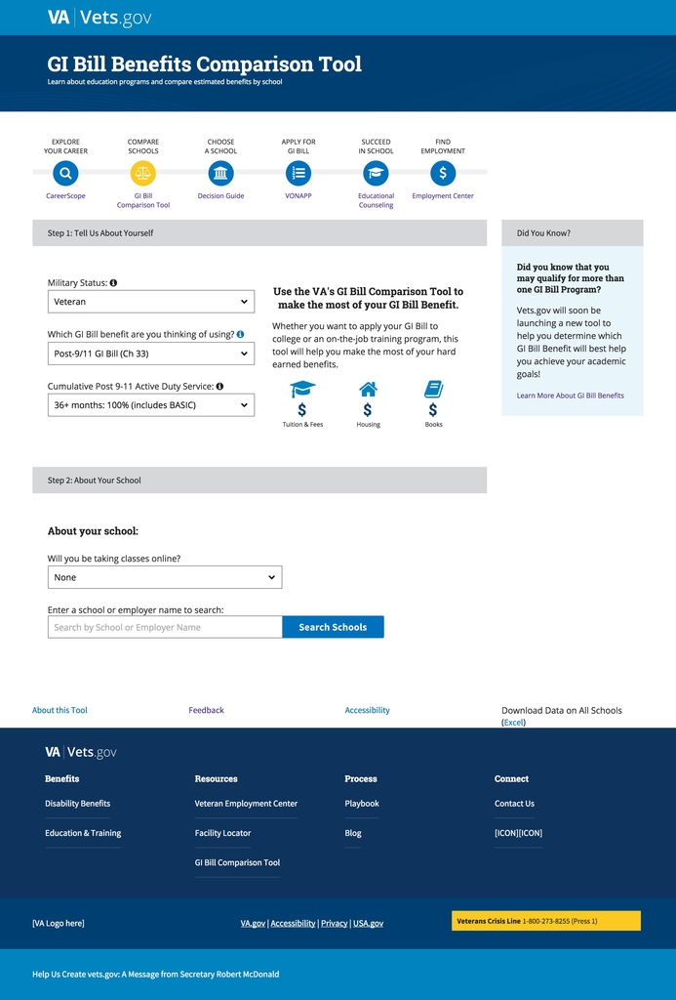 VA Vets.gov
GI Bill Benefits Comparison Tool
Learn about education programs and compare estimated benefits by school
EXPLORE
YOUR CAREER
CareerScope
COMPARE
SCHOOLS
GI Bill
Comparison Tool
CHOOSE
A SCHOOL
Decision Guide
APPLY FOR
GI BILL
VONAPP
SUCCEED
IN SCHOOL
Educational
Counseling
FIND
EMPLOYMENT
$
Employment Center
Step 1: Tell Us About Yourself
Military Status:
Veteran
Which GI Bill benefit are you thinking of using?
Post-9/11 GI Bill (Ch 33)
Cumulative Post 9-11 Active Duty Service:
36+ months: 100% (includes BASIC)
Use the VA's GI Bill Comparison Tool to
make the most of your GI Bill Benefit.
Whether you want to apply your GI Bill to
college or an on-the-job training program, this
tool will help you make the most of your hard
earned benefits.
$ $ $
Tuition & Fees Housing Books
Did You Know?
Did you know that you
may qualify for more than
one GI Bill Program?
Vets.gov will soon be
launching a new tool to
help you determine which
GI Bill Benefit will best help
you achieve your academic
goals!
Learn More About GI Bill Benefits
Step 2: About Your School
About your school:
Will you be taking classes online?
None
Enter a school or employer name to search:
Search by School or Employer Name Search Schools
About this Tool Feedback Accessibility Download Data on All Schools
(Excel)
VA Vets.gov
Benefits
Disability Benefits
Education & Training
Resources
Veteran Employment Center
Facility Locator
GI Bill Comparison Tool
Process
Playbook
Blog
Connect
Contact Us
[ICON][ICON]
[VA Logo here] VA.gov | Accessibility | Privacy | USA.gov Veterans Crisis Line 1-800-273-8255 (Press 1)
Help Us Create vets.gov: A Message from Secretary Robert McDonald